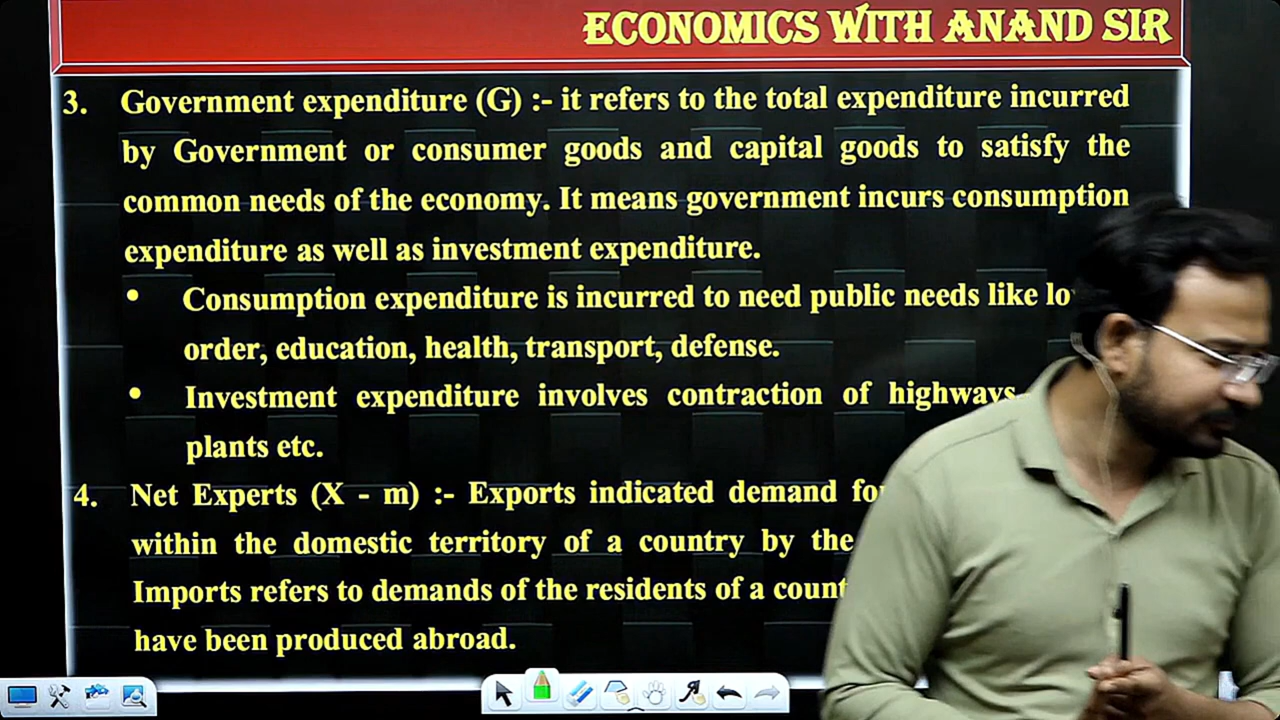 ECONOMICS WITH ANAND SIR
3. Government expenditure (G) :- it refers to the total expenditure incurred
by Government or consumer goods and capital goods to satisfy the
common needs of the economy. It means government incurs consumption
expenditure as well as investment expenditure.
• Consumption expenditure is incurred to need public needs like
order, education, health, transport, defense.
• Investment expenditure involves contraction of highways
plants etc.
4. Net Experts (X - m) :- Exports indicated demand
within the domestic territory of a country by the
Imports refers to demands of the residents of a
have been produced abroad.